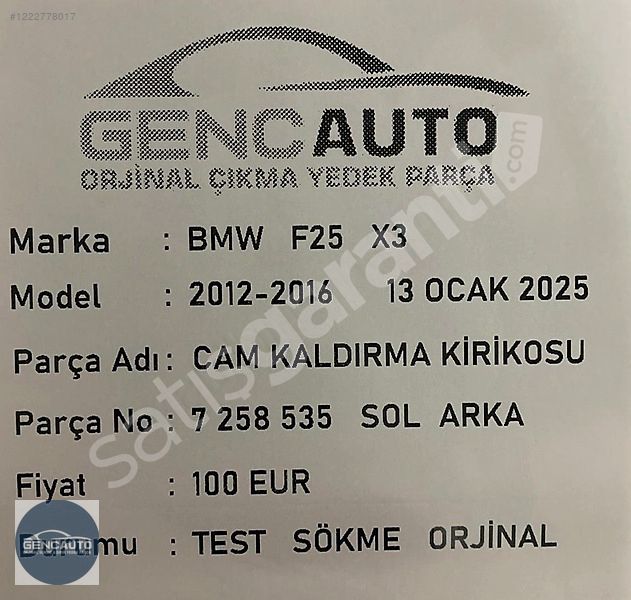 #1222778017
GENCAUTO
ORJİNAL ÇIKMA YEDEK PARÇA
Marka : BMW F25 X3
Model : 2012-2016 13 OCAK 2025
Parça Adı : CAM KALDIRMA KİRİKOSU
Parça No : 7 258 535 SOL ARKA
Fiyat : 100 EUR
Durumu : TEST SÖKME ORJİNAL
GENCAUTO
satışgaranti.com